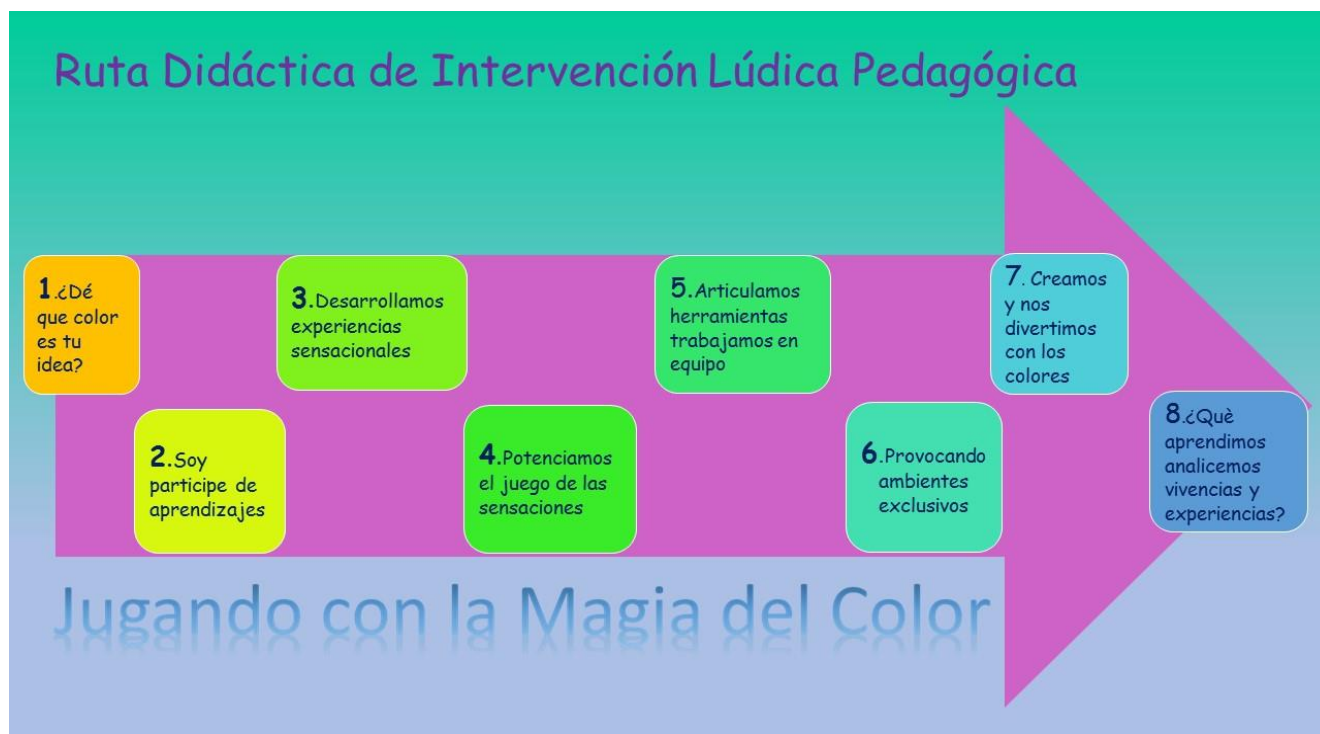 Ruta Didáctica de Intervención Lúdica Pedagógica
1.¿Dé
que color
es tu
idea?
2.Soy
participe de
aprendizajes
3.Desarrollamos
experiencias
sensacionales
4.Potenciamos
el juego de las
sensaciones
5.Articulamos
herramientas
trabajamos en
equipo
6.Provocando
ambientes
exclusivos
7. Creamos
y nos
divertimos
con los
colores
8.¿Què
aprendimos
analicemos
vivencias y
experiencias?
Jugando con la Magia del Color